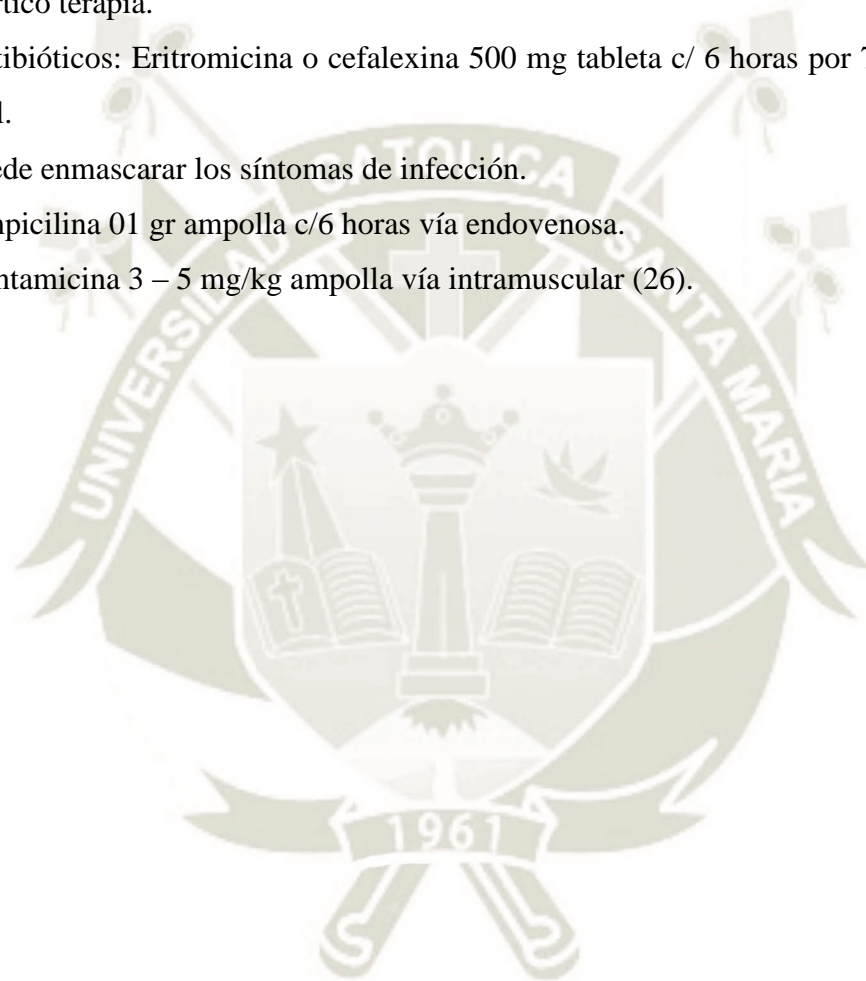 rtico terapia.
tibióticos: Eritromicina o cefalexina 500 mg tableta c/ 6 horas por 7
l.
ede enmascarar los síntomas de infección.
npicilina 01 gr ampolla c/6 horas vía endovenosa.
ntamicina 3 – 5 mg/kg ampolla vía intramuscular (26).
UNIVERSIDAD CATOLICA SANTA MARIA
1961